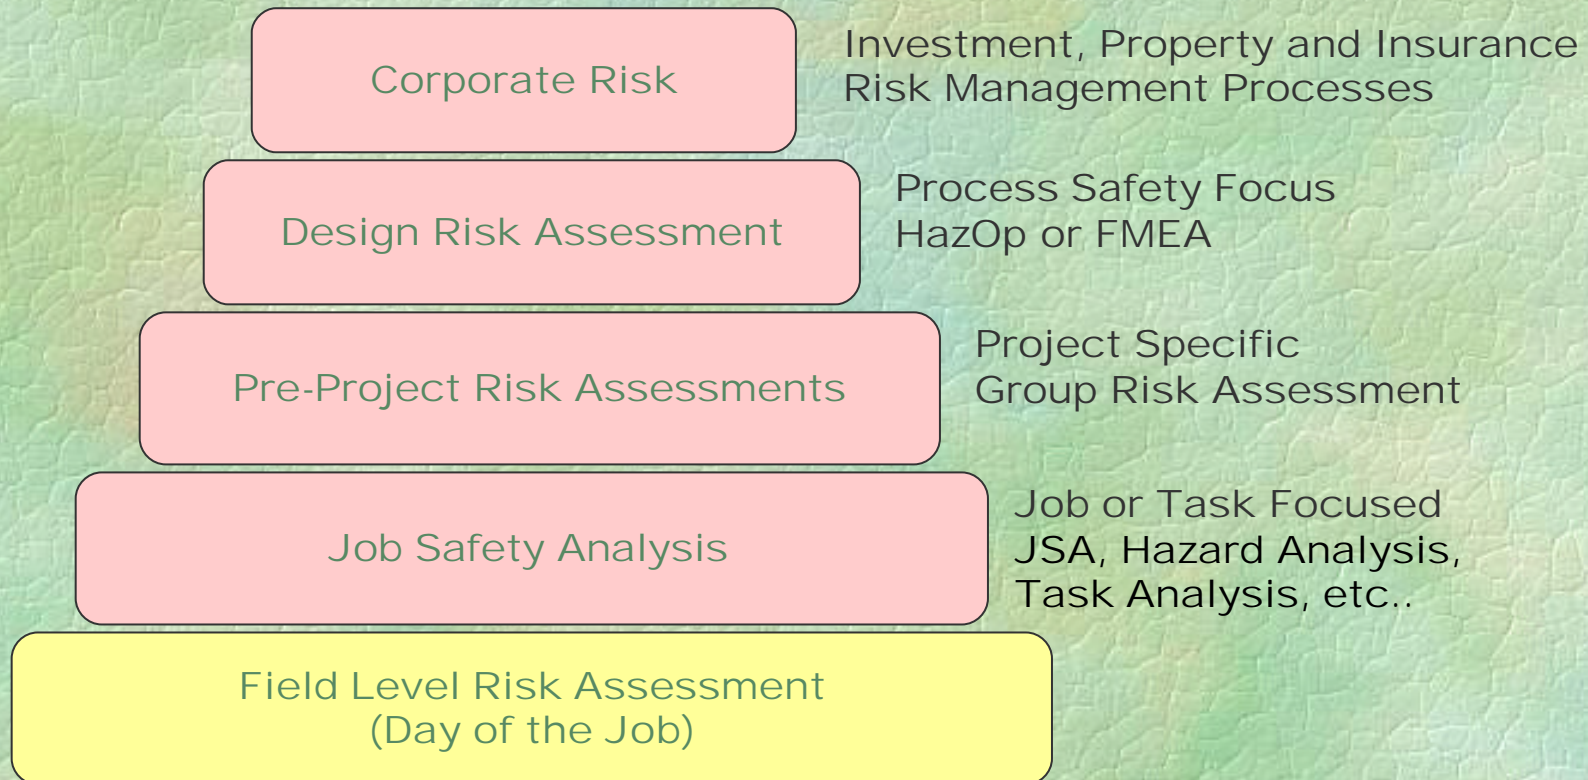 Corporate Risk
Investment, Property and Insurance
Risk Management Processes
Design Risk Assessment
Process Safety Focus
HazOp or FMEA
Pre-Project Risk Assessments
Project Specific
Group Risk Assessment
Job Safety Analysis
Job or Task Focused
JSA, Hazard Analysis,
Task Analysis, etc..
Field Level Risk Assessment
(Day of the Job)